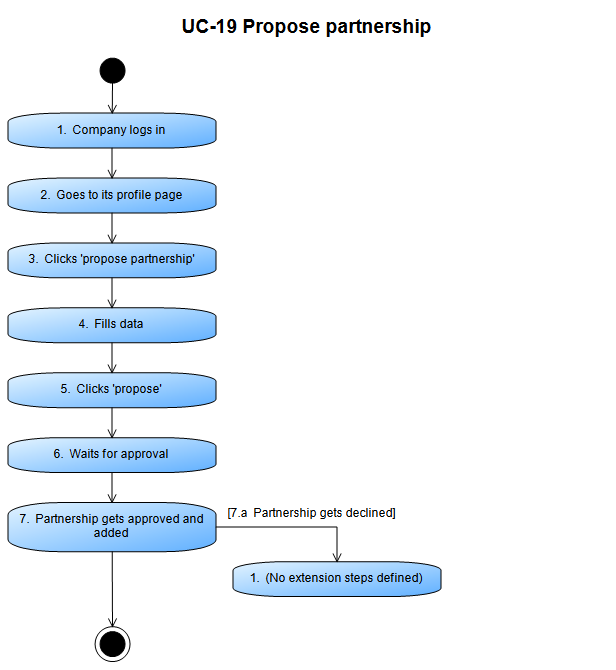 UC-19 Propose partnership
1. Company logs in
2. Goes to its profile page
3. Clicks 'propose partnership'
4. Fills data
5. Clicks 'propose'
6. Waits for approval
7. Partnership gets approved and
added
[7.a Partnership gets declined]
1. (No extension steps defined)